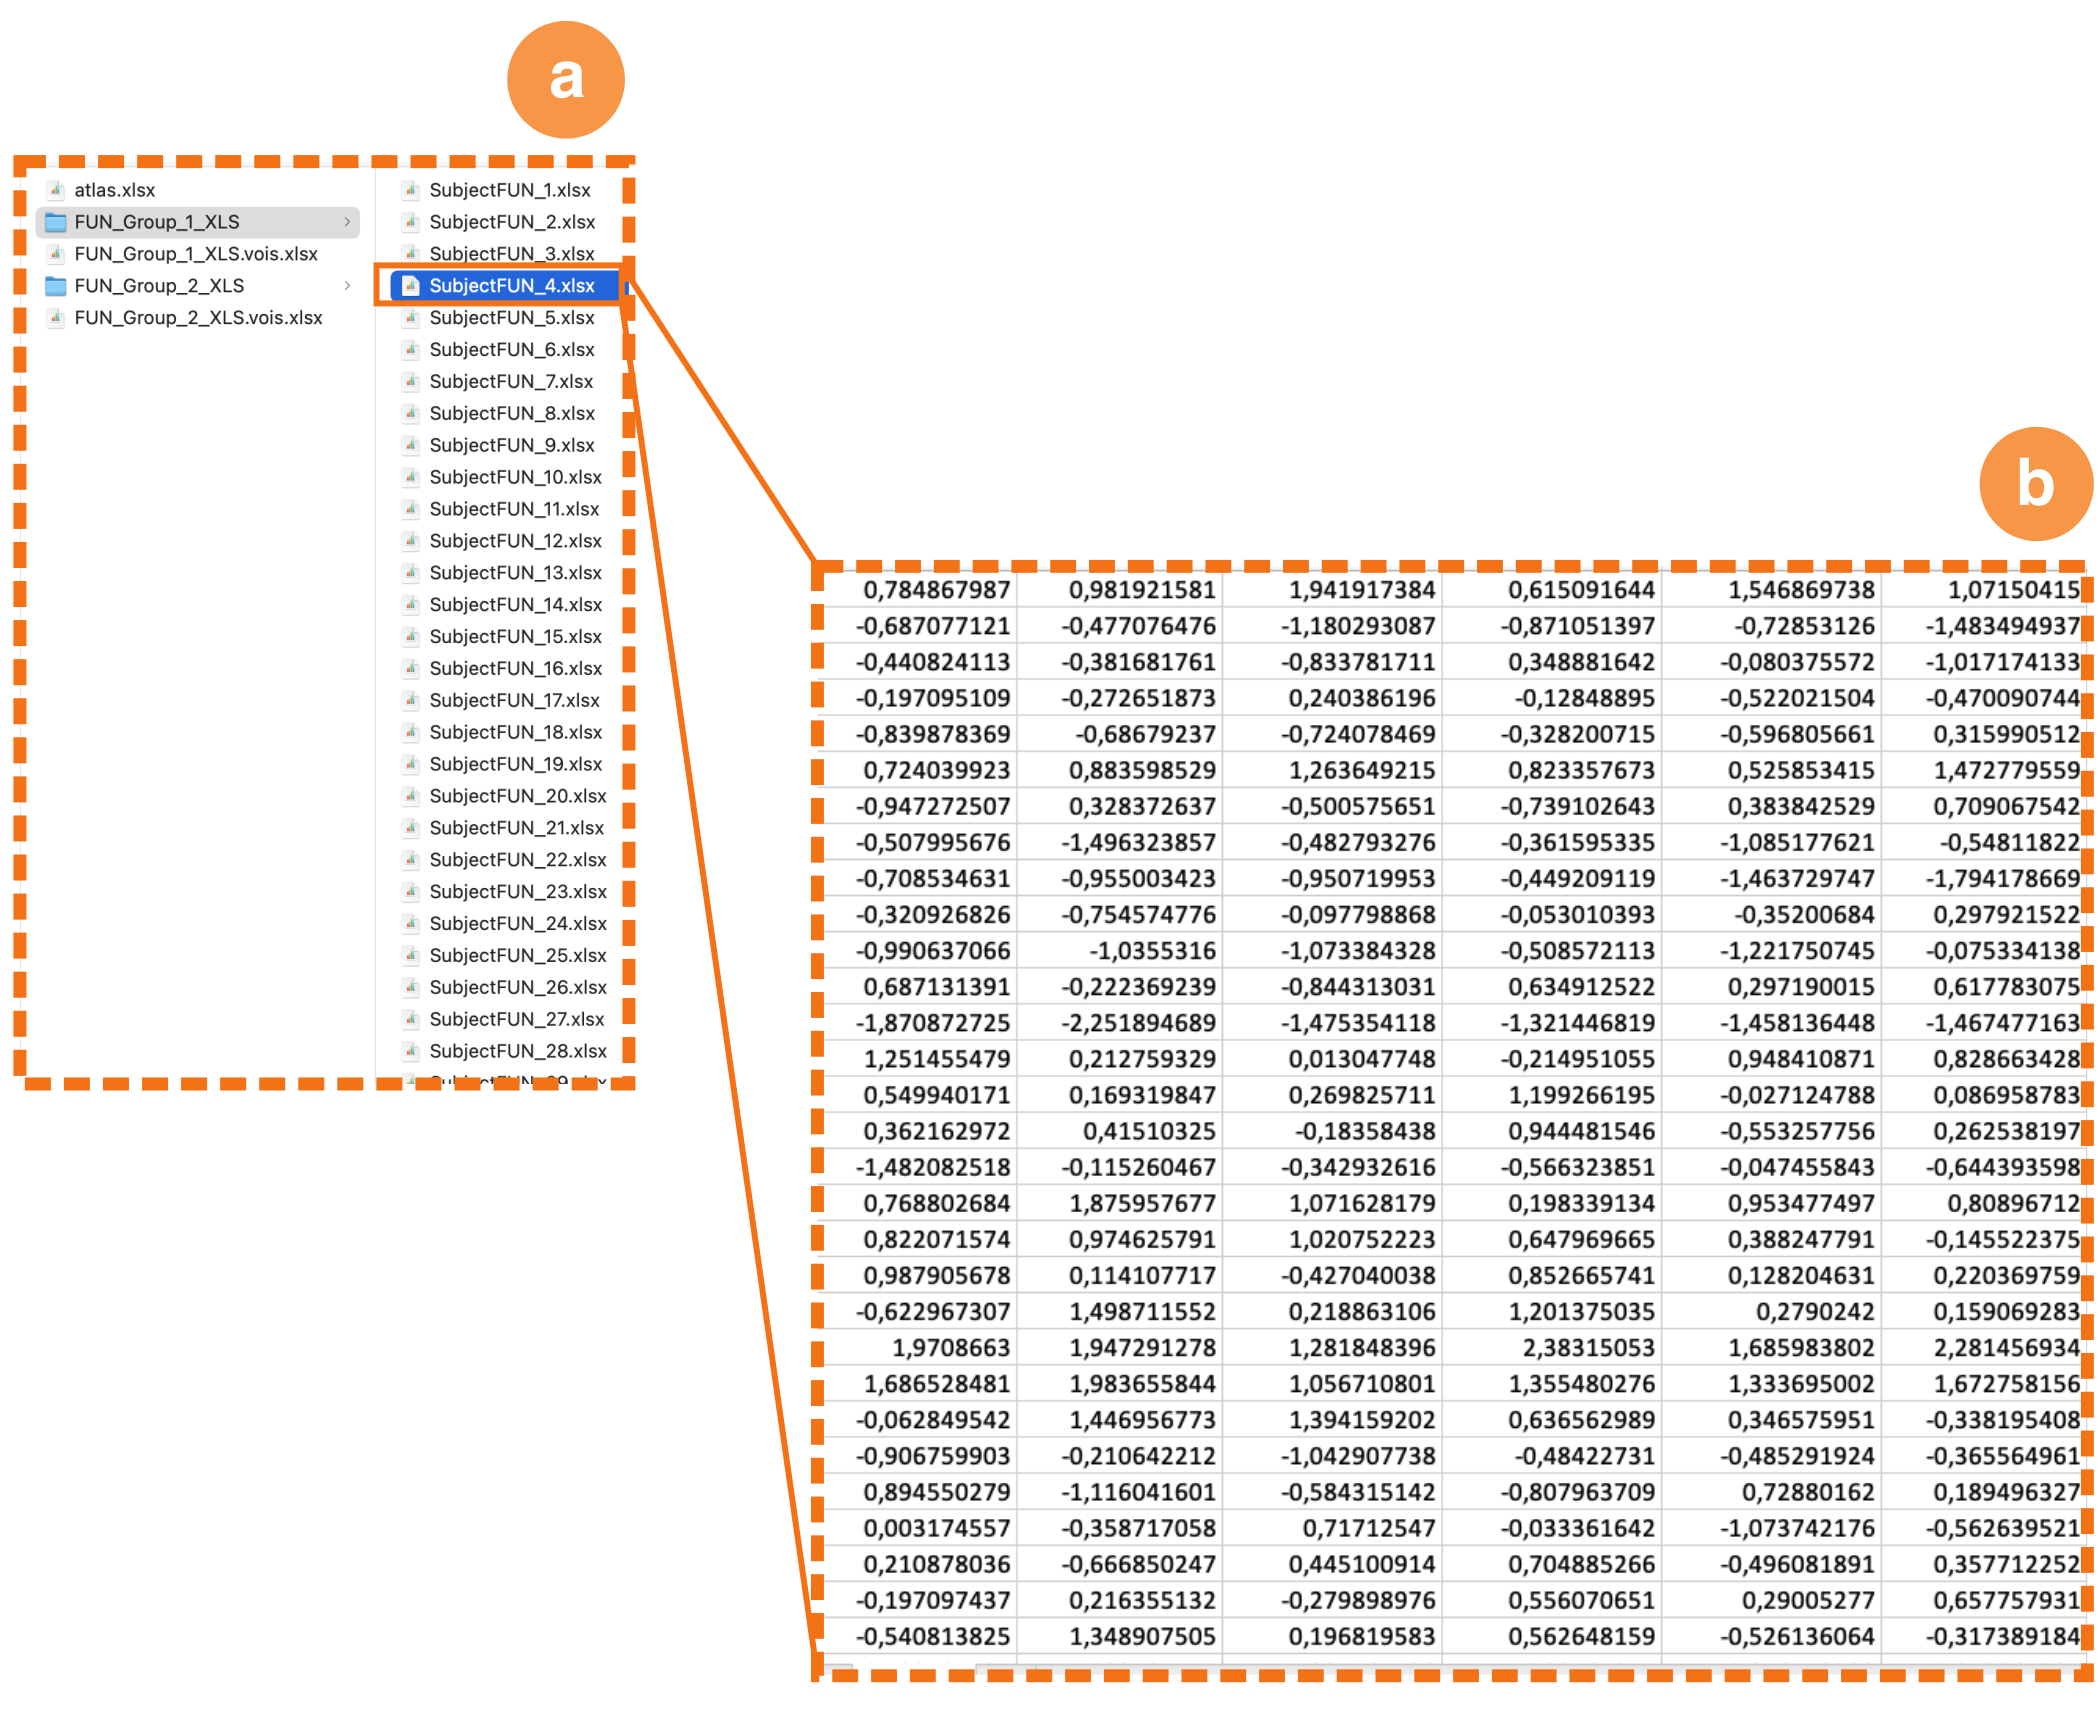 a
atlas.xlsx
FUN_Group_1_XLS
FUN_Group_1_XLS.vois.xlsx
FUN_Group_2_XLS
FUN_Group_2_XLS.vois.xlsx
SubjectFUN_1.xlsx
SubjectFUN_2.xlsx
SubjectFUN_3.xlsx
SubjectFUN_4.xlsx
SubjectFUN_5.xlsx
SubjectFUN_6.xlsx
SubjectFUN_7.xlsx
SubjectFUN_8.xlsx
SubjectFUN_9.xlsx
SubjectFUN_10.xlsx
SubjectFUN_11.xlsx
SubjectFUN_12.xlsx
SubjectFUN_13.xlsx
SubjectFUN_14.xlsx
SubjectFUN_15.xlsx
SubjectFUN_16.xlsx
SubjectFUN_17.xlsx
SubjectFUN_18.xlsx
SubjectFUN_19.xlsx
SubjectFUN_20.xlsx
SubjectFUN_21.xlsx
SubjectFUN_22.xlsx
SubjectFUN_23.xlsx
SubjectFUN_24.xlsx
SubjectFUN_25.xlsx
SubjectFUN_26.xlsx
SubjectFUN_27.xlsx
SubjectFUN_28.xlsx
b
0,784867987 0,981921581 1,941917384 0,615091644 1,546869738 1,07150415
-0,687077121 -0,477076476 -1,180293087 -0,871051397 -0,72853126 -1,483494937
-0,440824113 -0,381681761 -0,833781711 0,348881642 -0,080375572 -1,017174133
-0,197095109 -0,272651873 0,240386196 -0,12848895 -0,522021504 -0,470090744
-0,839878369 -0,68679237 -0,724078469 -0,328200715 -0,596805661 0,315990512
0,724039923 0,883598529 1,263649215 0,823357673 0,525853415 1,472779559
-0,947272507 0,328372637 -0,500575651 -0,739102643 0,383842529 0,709067542
-0,507995676 -1,496323857 -0,482793276 -0,361595335 -1,085177621 -0,54811822
-0,708534631 -0,955003423 -0,950719953 -0,449209119 -1,463729747 -1,794178669
-0,320926826 -0,754574776 -0,097798868 -0,053010393 -0,35200684 0,297921522
-0,990637066 -1,0355316 -1,073384328 -0,508572113 -1,221750745 -0,075334138
0,687131391 -0,222369239 -0,844313031 0,634912522 0,297190015 0,617783075
-1,870872725 -2,251894689 -1,475354118 -1,321446819 -1,458136448 -1,467477163
1,251455479 0,212759329 0,013047748 -0,214951055 0,948410871 0,828663428
0,549940171 0,169319847 0,269825711 1,199266195 -0,027124788 0,086958783
0,362162972 0,41510325 -0,18358438 0,944481546 -0,553257756 0,262538197
-1,482082518 -0,115260467 -0,342932616 -0,566323851 -0,047455843 -0,644393598
0,768802684 1,875957677 1,071628179 0,198339134 0,953477497 0,80896712
0,822071574 0,974625791 1,020752223 0,647969665 0,388247791 -0,145522375
0,987905678 0,114107717 -0,427040038 0,852665741 0,128204631 0,220369759
-0,622967307 1,498711552 0,218863106 1,201375035 0,2790242 0,159069283
1,9708663 1,947291278 1,281848396 2,38315053 1,685983802 2,281456934
1,686528481 1,983655844 1,056710801 1,355480276 1,333695002 1,672758156
-0,062849542 1,446956773 1,394159202 0,636562989 0,346575951 -0,338195408
-0,906759903 -0,210642212 -1,042907738 -0,48422731 -0,485291924 -0,365564961
0,894550279 -1,116041601 -0,584315142 -0,807963709 0,72880162 0,189496327
0,003174557 -0,358717058 0,71712547 -0,033361642 -1,073742176 -0,562639521
0,210878036 -0,666850247 0,445100914 0,704885266 -0,496081891 0,357712252
-0,197097437 0,216355132 -0,279898976 0,556070651 0,29005277 0,657757931
-0,540813825 1,348907505 0,196819583 0,562648159 -0,526136064 -0,317389184